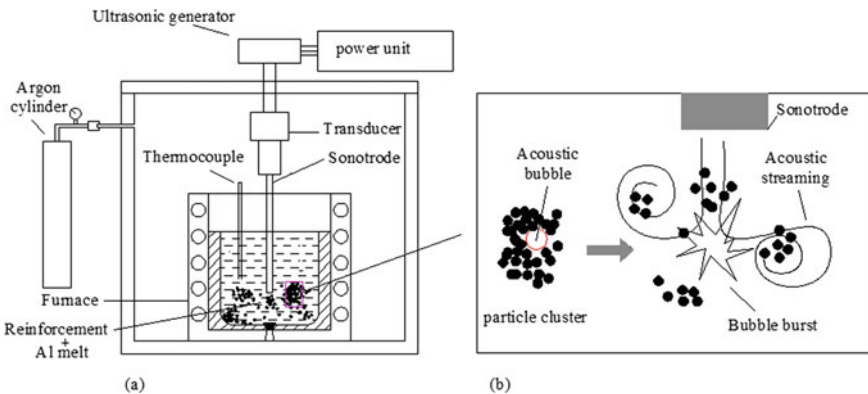 Ultrasonic generator
power unit
Argon
cylinder
Transducer
Thermocouple
Sonotrode
Furnace
Reinforcement
+
Al melt
(a)
Sonotrode
Acoustic
bubble
Acoustic
streaming
particle cluster
Bubble burst
(b)